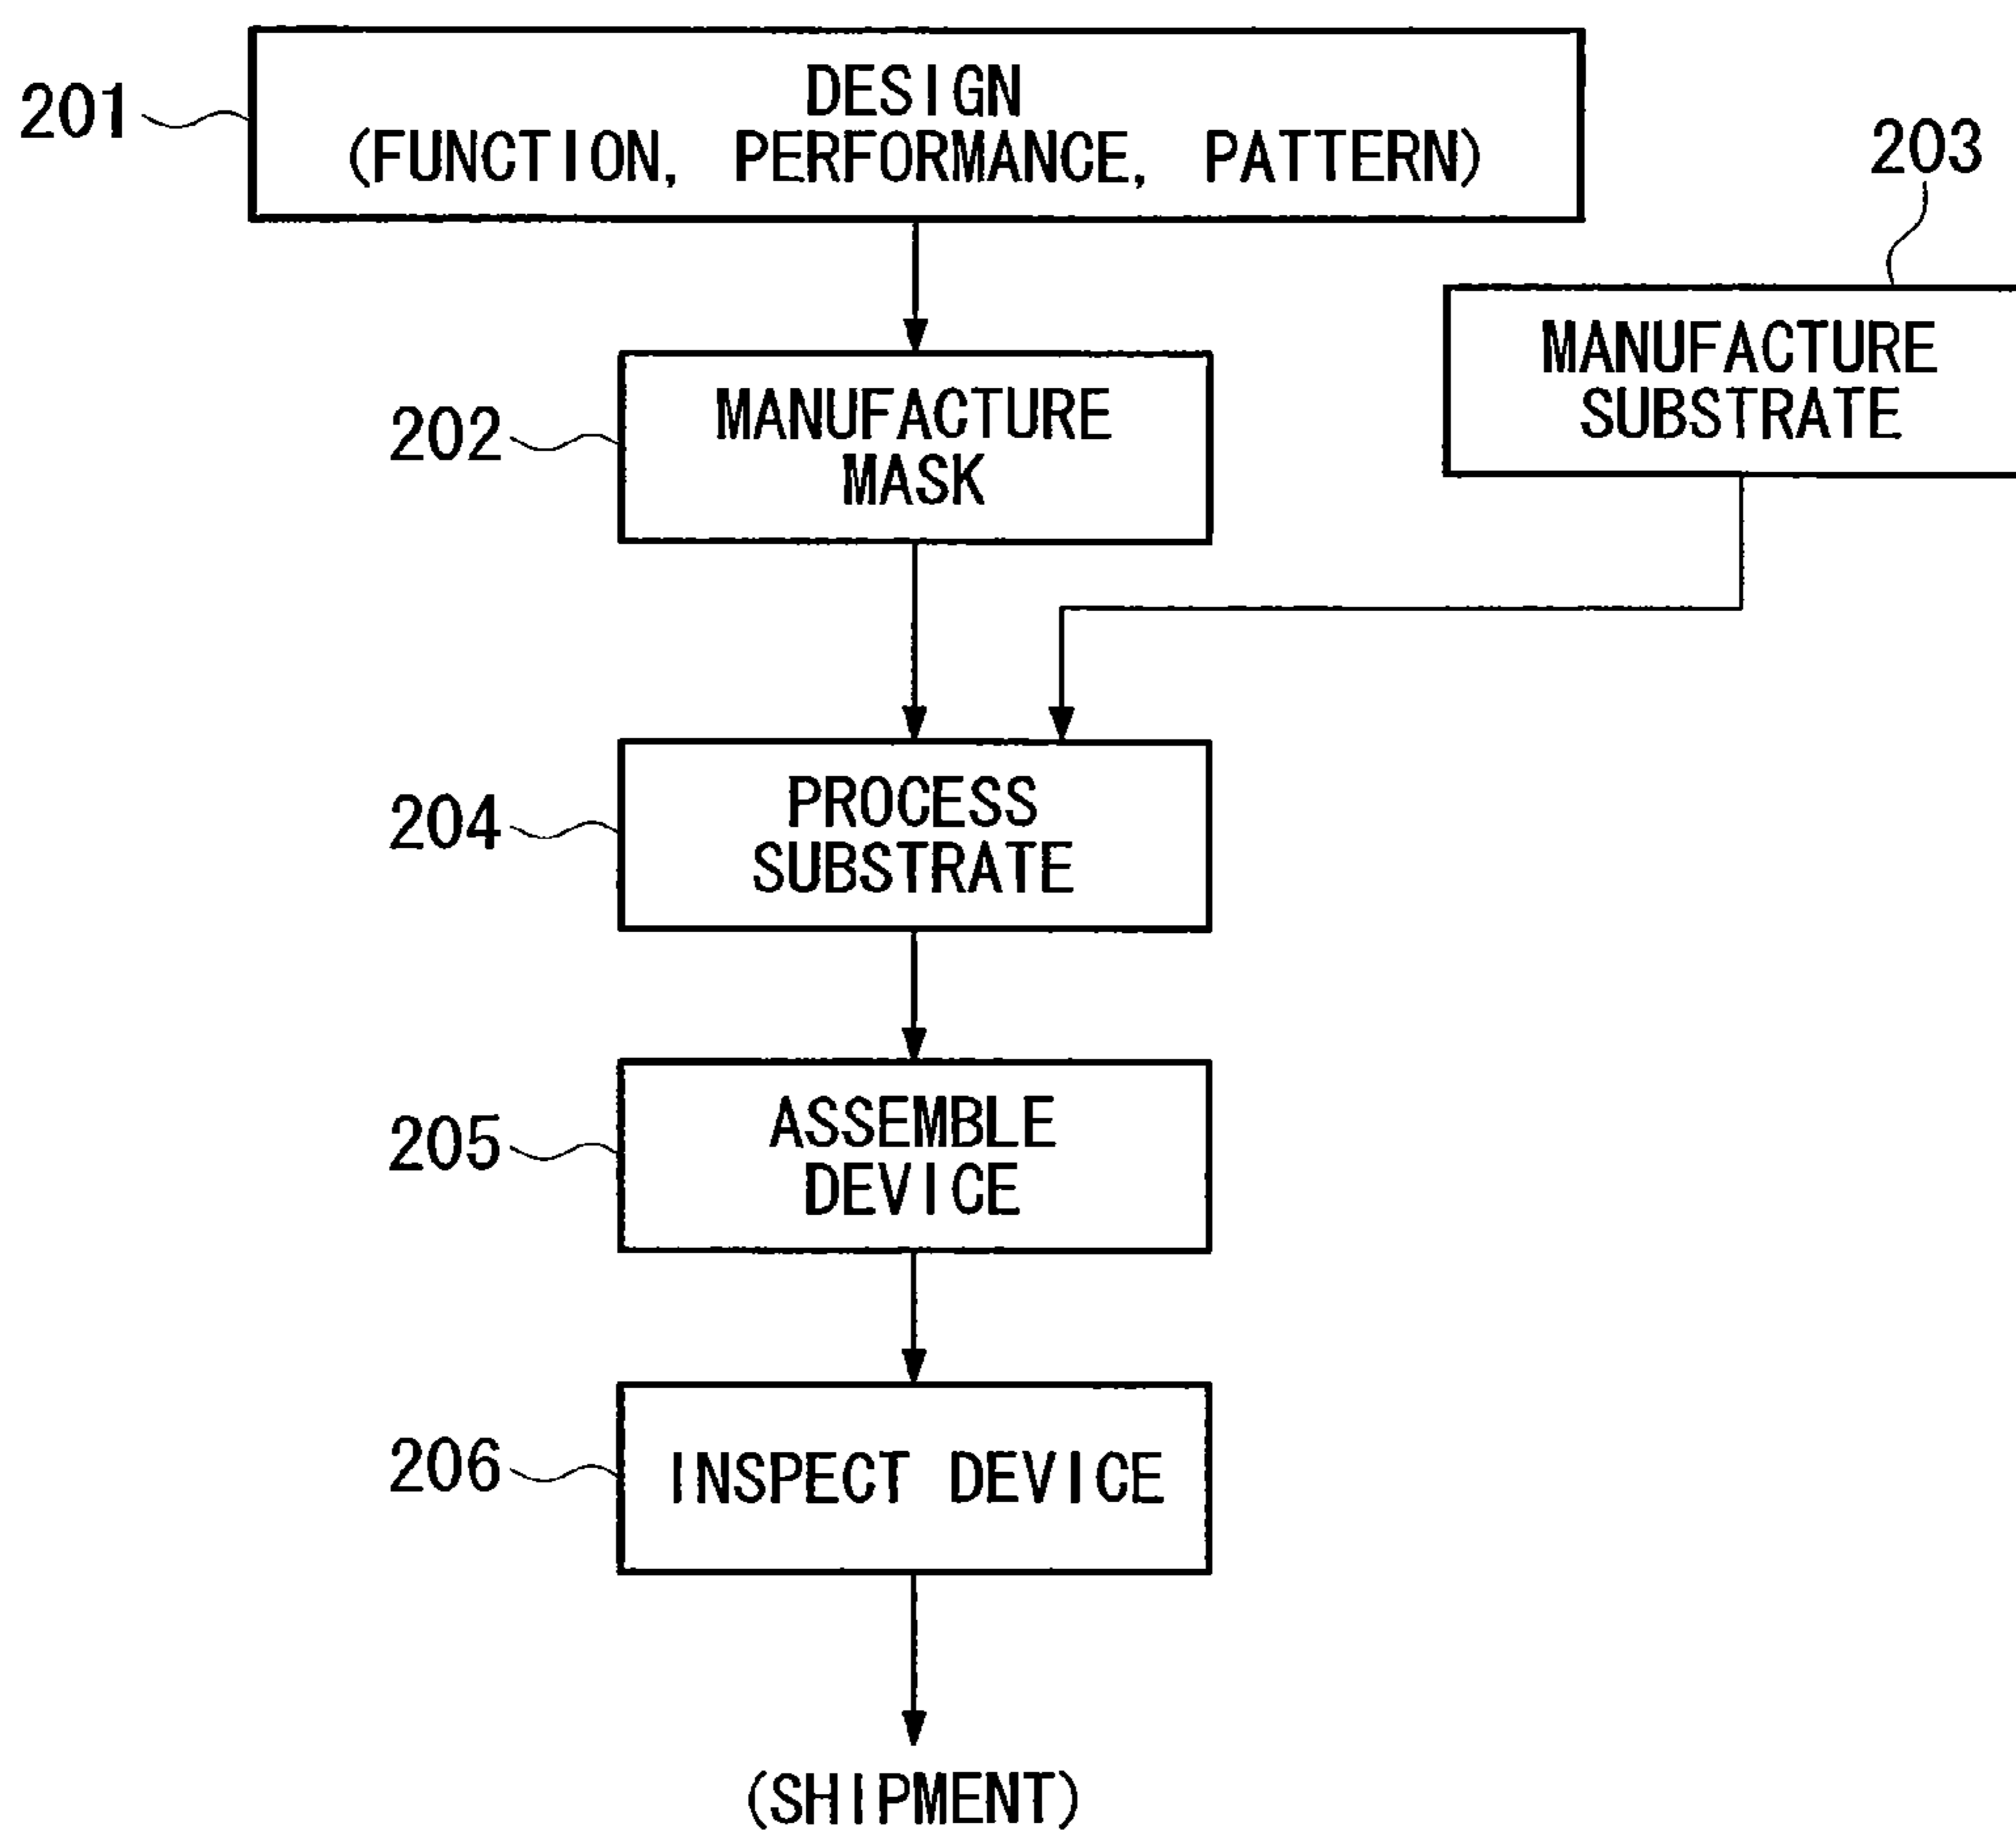 201
DESIGN
(FUNCTION, PERFORMANCE, PATTERN)
203
MANUFACTURE
SUBSTRATE
202
MANUFACTURE
MASK
204
PROCESS
SUBSTRATE
205
ASSEMBLE
DEVICE
206
INSPECT DEVICE
(SHIPMENT)